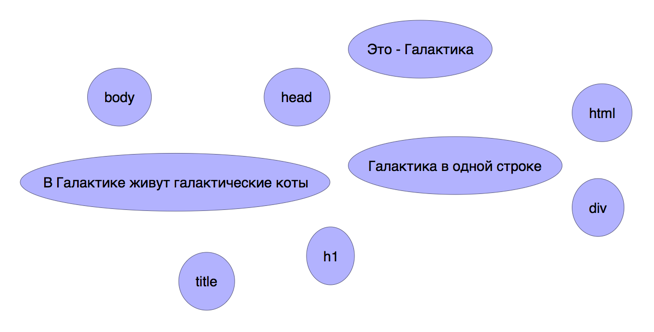 Это - Галактика
body
head
html
Галактика в одной строке
В Галактике живут галактические коты
div
h1
title